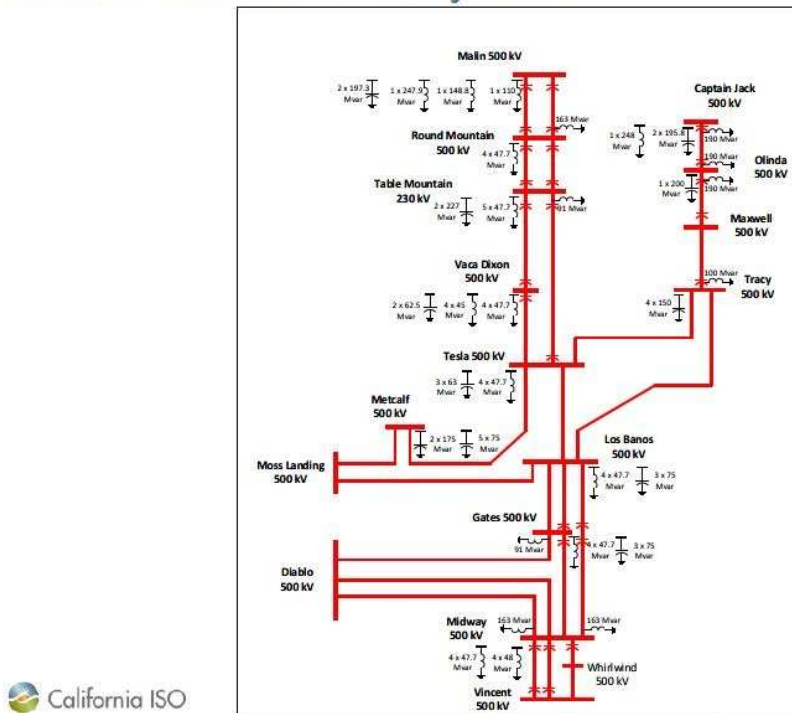 Malin 500 kV
2 x 197.3
Mvar
1 x 247.9
Mvar
1 x 148.8
Mvar
1 x 110
Mvar
Captain Jack
500 kV
163 Mvar
Round Mountain
500 kV
4 x 47.7
Mvar
1 x 248
Mvar
2 x 195.8
Mvar
190 Mvar
190 Mvar
Olinda
500 kV
1 x 200
Mvar
190 Mvar
Table Mountain
230 kV
2 x 227
Mvar
5 x 47.7
Mvar
91 Mvar
Maxwell
500 kV
Vaca Dixon
500 kV
100 Mvar
Tracy
500 kV
2 x 62.5
Mvar
4 x 45
Mvar
4 x 47.7
Mvar
4 x 150
Mvar
Tesla 500 kV
3 x 63
Mvar
4 x 47.7
Mvar
Metcalf
500 kV
2 x 175
Mvar
5 x 75
Mvar
Los Banos
500 kV
Moss Landing
500 kV
4 x 47.7
Mvar
3 x 75
Mvar
Gates 500 kV
91 Mvar
4 x 47.7
Mvar
3 x 75
Mvar
Diablo
500 kV
Midway
500 kV
163 Mvar
163 Mvar
4 x 47.7
Mvar
4 x 48
Mvar
Whirlwind
500 kV
Vincent
500 kV
California ISO